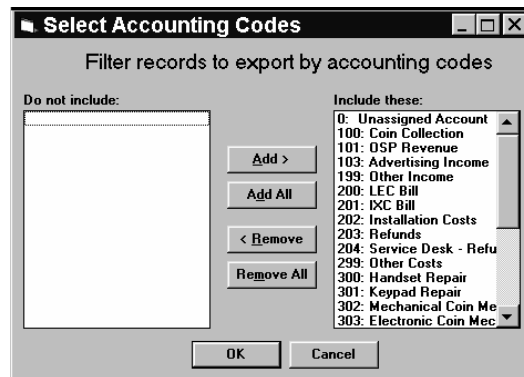 Select Accounting Codes
Filter records to export by accounting codes
Do not include:
Include these:
0: Unassigned Account
100: Coin Collection
101: OSP Revenue
103: Advertising Income
199: Other Income
200: LEC Bill
201: IXC Bill
202: Installation Costs
203: Refunds
204: Service Desk - Refu
299: Other Costs
300: Handset Repair
301: Keypad Repair
302: Mechanical Coin Me
303: Electronic Coin Mec
Add >
Add All
< Remove
Remove All
OK
Cancel